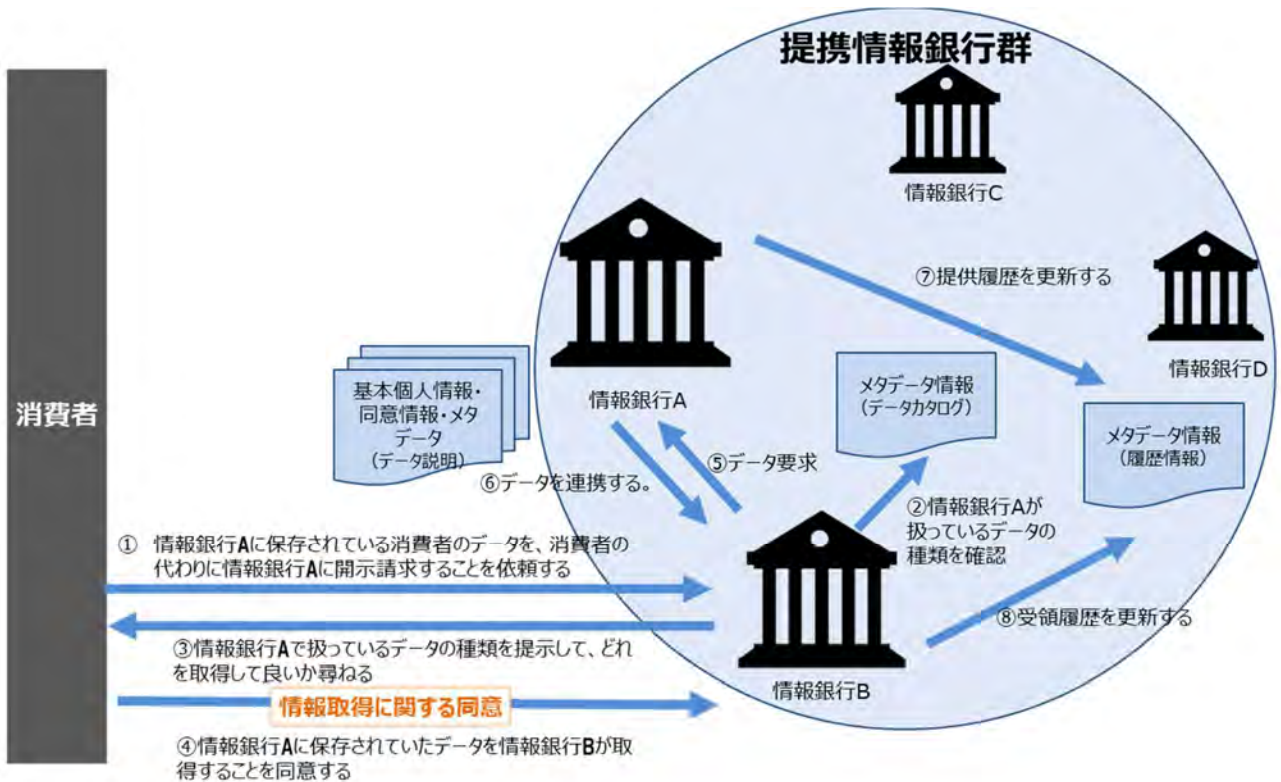 提携情報銀行群
情報銀行C
⑦提供履歴を更新する
情報銀行D
消費者
基本個人情報・
同意情報・メタ
データ
（データ説明）
情報銀行A
メタデータ情報
（データカタログ）
メタデータ情報
（履歴情報）
⑤データ要求
⑥データを連携する。
②情報銀行Aが
扱っているデータの
種類を確認
① 情報銀行Aに保存されている消費者のデータを、消費者の
代わりに情報銀行Aに開示請求することを依頼する
⑧受領履歴を更新する
③情報銀行Aで扱っているデータの種類を提示して、どれ
を取得して良いか尋ねる
情報銀行B
情報取得に関する同意
④情報銀行Aに保存されていたデータを情報銀行Bが取
得することを同意する